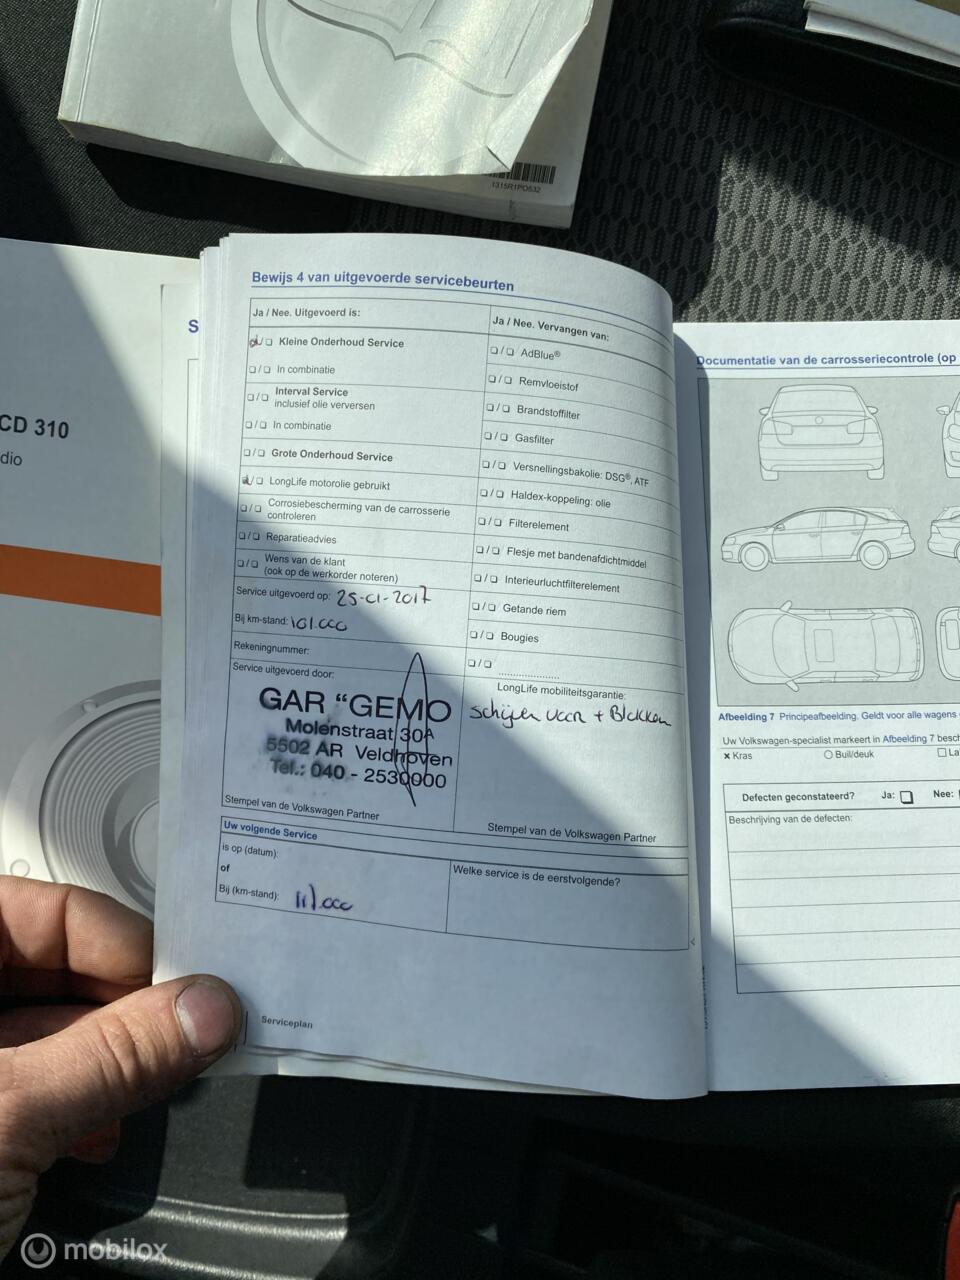 1315R1PO532
CD 310
dio
S
Bewijs 4 van uitgevoerde servicebeurten
Ja / Nee. Uitgevoerd is:
Kleine Onderhoud Service
In combinatie
Interval Service
inclusief olie verversen
In combinatie
Grote Onderhoud Service
LongLife motorolie gebruikt
Corrosiebescherming van de carrosserie
controleren
Reparatieadvies
Wens van de klant
(ook op de werkorder noteren)
Service uitgevoerd op: 25-01-2017
Bij km-stand: 101.000
Rekeningnummer:
Service uitgevoerd door:
GAR "GEMO
Molenstraat 30A
5502 AR Veldhoven
Tel.: 040 - 2530000
Stempel van de Volkswagen Partner
Ja / Nee. Vervangen van:
AdBlue®
Remvloeistof
Brandstoffilter
Gasfilter
Versnellingsbakolie: DSG®, ATF
Haldex-koppeling: olie
Filterelement
Flesje met bandenafdichtmiddel
Interieurluchtfilterelement
Getande riem
Bougies
LongLife mobiliteitsgarantie:
schijven voor + Blokken
Stempel van de Volkswagen Partner
Uw volgende Service
is op (datum):
of
Bij (km-stand):
Welke service is de eerstvolgende?
Serviceplan
Documentatie van de carrosseriecontrole (op
Afbeelding 7 Principeafbeelding. Geldt voor alle wagens
Uw Volkswagen-specialist markeert in Afbeelding 7 besch
x Kras
Buil/deuk
La
Defecten geconstateerd? Ja: Nee:
Beschrijving van de defecten:
mobilox